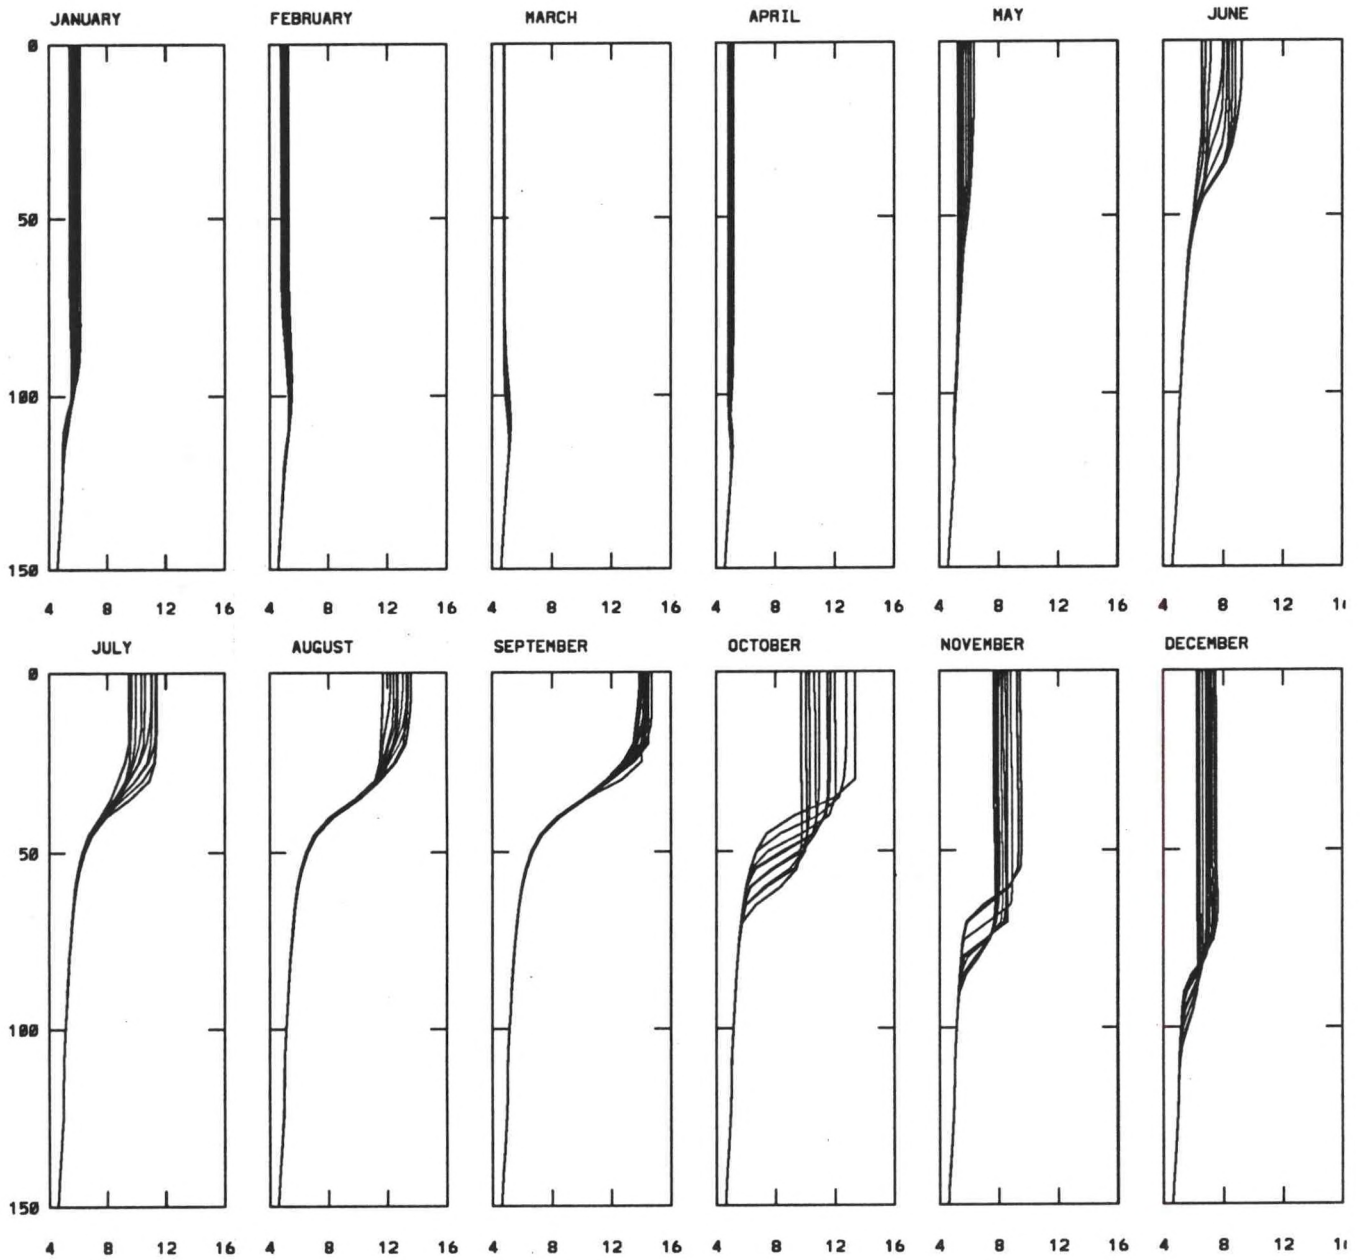 JANUARY FEBRUARY MARCH APRIL MAY JUNE
0
50
100
150
4 8 12 16 4 8 12 16 4 8 12 16 4 8 12 16 4 8 12 16 4 8 12
JULY AUGUST SEPTEMBER OCTOBER NOVEMBER DECEMBER
0
50
100
150
4 8 12 16 4 8 12 16 4 8 12 16 4 8 12 16 4 8 12 16 4 8 12